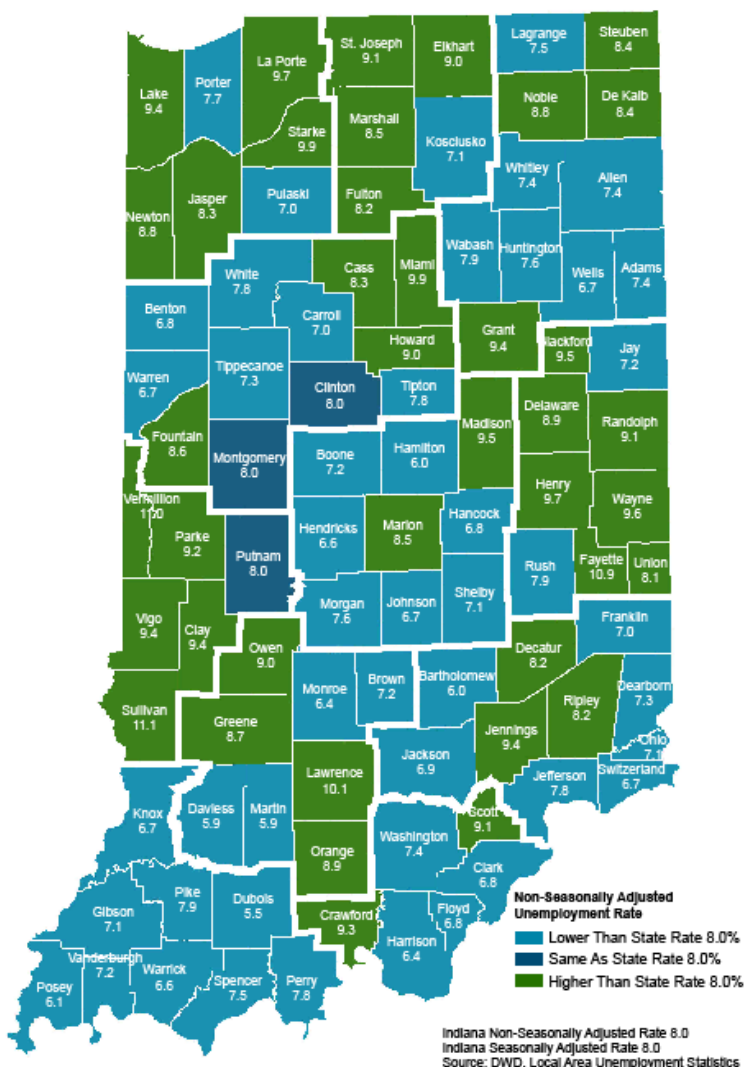 Lagrange
7.5
Steuben
8.4
St. Joseph
9.1
Elkhart
9.0
La Porte
9.7
Porter
7.7
Lake
9.4
Noble
8.8
De Kalb
8.4
Marshall
8.5
Starke
9.9
Kosciusko
7.1
Whitley
7.4
Allen
7.4
Pulaski
7.0
Fulton
8.2
Jasper
8.3
Newton
8.8
Wabash
7.9
Huntington
7.6
Wells
6.7
Adams
7.4
Miami
9.9
Cass
8.3
White
7.8
Carroll
7.0
Benton
6.8
Grant
9.4
Howard
9.0
Blackford
9.5
Jay
7.2
Warren
6.7
Tippecanoe
7.3
Clinton
8.0
Tipton
7.8
Madison
9.5
Delaware
8.9
Randolph
9.1
Fountain
8.6
Montgomery
8.0
Boone
7.2
Hamilton
6.0
Henry
9.7
Wayne
9.6
Vermillion
11.0
Parke
9.2
Putnam
8.0
Hendricks
6.6
Marion
8.5
Hancock
6.8
Rush
7.9
Fayette
10.9
Union
8.1
Morgan
7.6
Johnson
6.7
Shelby
7.1
Vigo
9.4
Clay
9.4
Owen
9.0
Franklin
7.0
Decatur
8.2
Monroe
6.4
Brown
7.2
Bartholomew
6.0
Ripley
8.2
Dearborn
7.3
Sullivan
11.1
Greene
8.7
Jennings
9.4
Ohio
7.1
Jackson
6.9
Lawrence
10.1
Jefferson
7.8
Switzerland
6.7
Knox
6.7
Daviess
5.9
Martin
5.9
Scott
9.1
Washington
7.4
Orange
8.9
Clark
6.8
Pike
7.9
Dubois
5.5
Gibson
7.1
Crawford
9.3
Floyd
6.8
Harrison
6.4
Vanderburgh
7.2
Warrick
6.6
Posey
6.1
Spencer
7.5
Perry
7.8
Non-Seasonally Adjusted
Unemployment Rate
Lower Than State Rate 8.0%
Same As State Rate 8.0%
Higher Than State Rate 8.0%
Indiana Non-Seasonally Adjusted Rate 8.0
Indiana Seasonally Adjusted Rate 8.0
Source: DWD, Local Area Unemployment Statistics